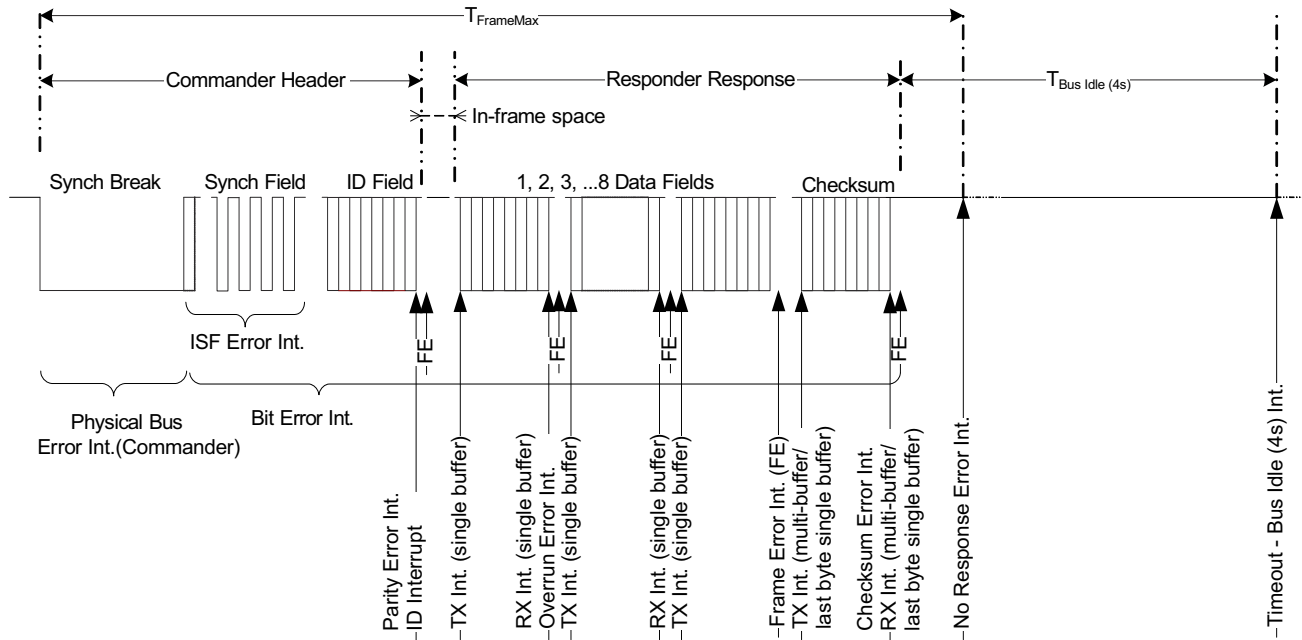 TFrameMax
Commander Header
Responder Response
TBus Idle (4s)
In-frame space
Synch Break
Synch Field
ID Field
1, 2, 3, ...8 Data Fields
Checksum
ISF Error Int.
FE
FE
FE
FE
Physical Bus
Error Int.(Commander)
Bit Error Int.
Parity Error Int.
ID Interrupt
TX Int. (single buffer)
RX Int. (single buffer)
Overrun Error Int.
TX Int. (single buffer)
RX Int. (single buffer)
TX Int. (single buffer)
Frame Error Int. (FE)
TX Int. (multi-buffer/
last byte single buffer)
Checksum Error Int.
RX Int. (multi-buffer/
last byte single buffer)
No Response Error Int.
Timeout - Bus Idle (4s) Int.